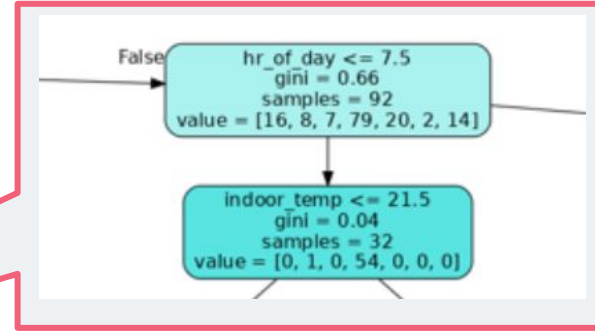 False
hr_of_day <= 7.5
gini = 0.66
samples = 92
value = [16, 8, 7, 79, 20, 2, 14]
indoor_temp <= 21.5
gini = 0.04
samples = 32
value = [0, 1, 0, 54, 0, 0, 0]